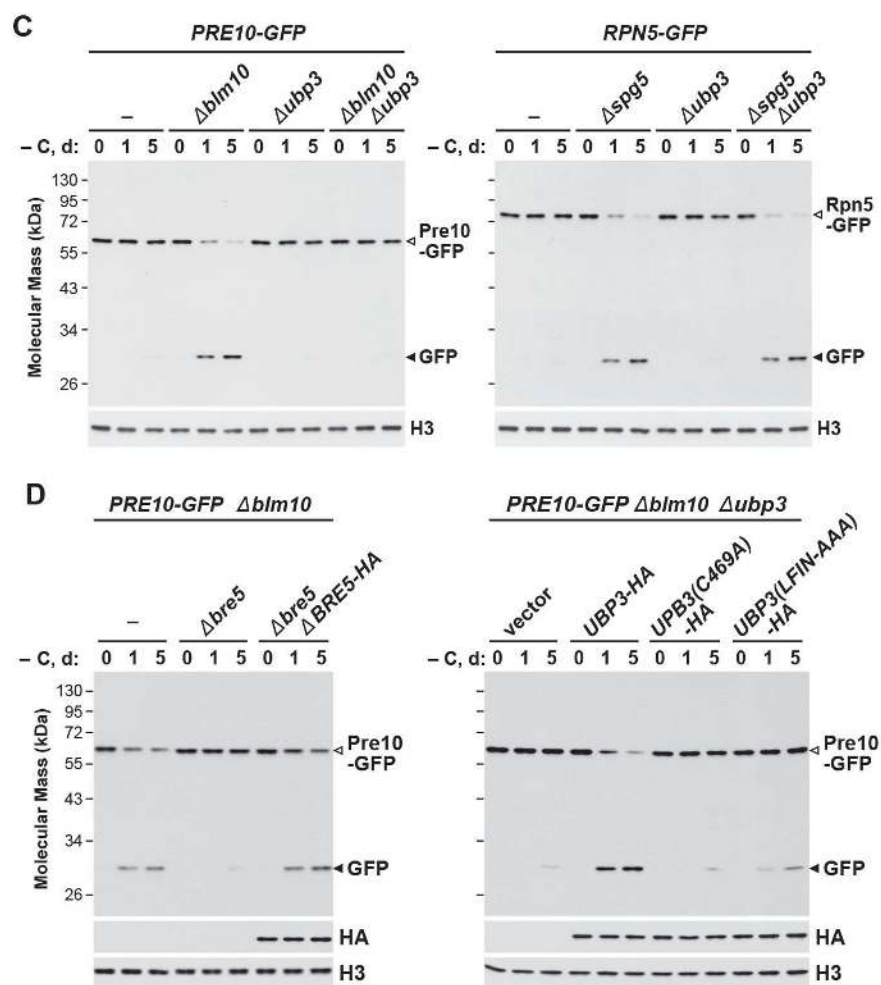 C
PRE10-GFP
RPN5-GFP
– Δblm10 Δubp3 Δblm10 Δubp3
– Δspg5 Δubp3 Δspg5 Δubp3
– C, d: 0 1 5 0 1 5 0 1 5 0 1 5
– C, d: 0 1 5 0 1 5 0 1 5 0 1 5
Molecular Mass (kDa)
130
95
72
55
43
34
26
Pre10
-GFP
GFP
H3
Rpn5
-GFP
GFP
H3
D
PRE10-GFP Δblm10
PRE10-GFP Δblm10 Δubp3
– Δbre5 Δbre5 ΔBRE5-HA
vector UBP3-HA UPB3(C469A) -HA UBP3(LFIN-AAA) -HA
– C, d: 0 1 5 0 1 5 0 1 5
– C, d: 0 1 5 0 1 5 0 1 5 0 1 5
Molecular Mass (kDa)
130
95
72
55
43
34
26
Pre10
-GFP
GFP
HA
H3
Pre10
-GFP
GFP
HA
H3